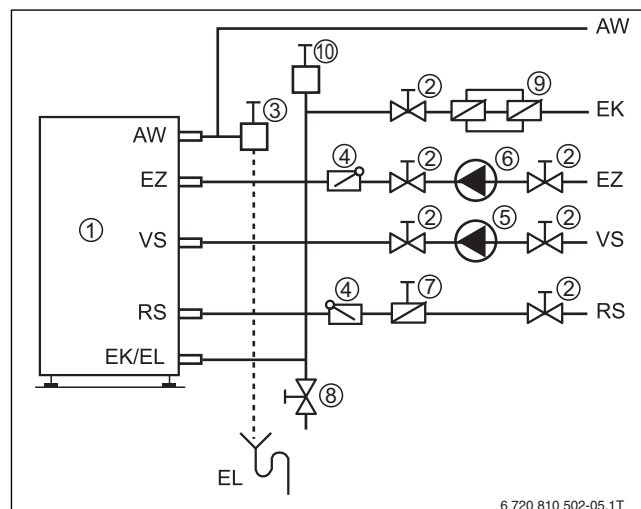 AW
⑩
② ⑨
③ EK
AW
④ ② ⑥ ②
EZ EZ
⑤
② ②
① VS VS
④ ⑦ ②
RS RS
EK/EL
⑧
EL
6 720 810 502-05.1T